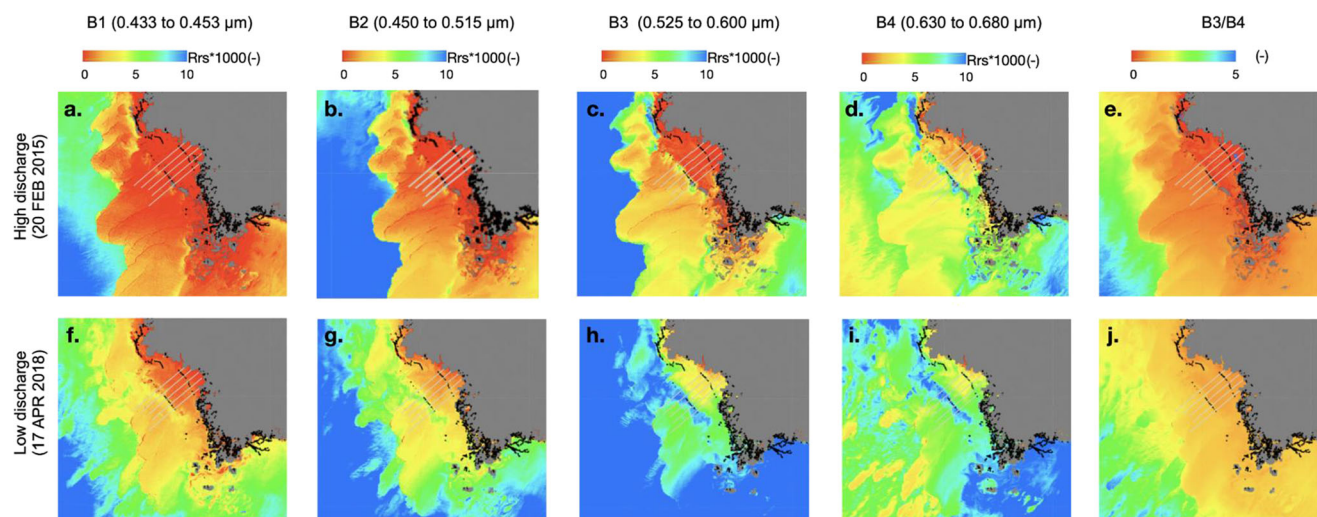 B1 (0.433 to 0.453 µm) B2 (0.450 to 0.515 µm) B3 (0.525 to 0.600 µm) B4 (0.630 to 0.680 µm) B3/B4
Rrs*1000(-) Rrs*1000(-) Rrs*1000(-) Rrs*1000(-) (-)
0 5 10 0 5 10 0 5 10 0 5 10 0 5
High discharge
(20 FEB 2015)
a. b. c. d. e.
Low discharge
(17 APR 2018)
f. g. h. i. j.